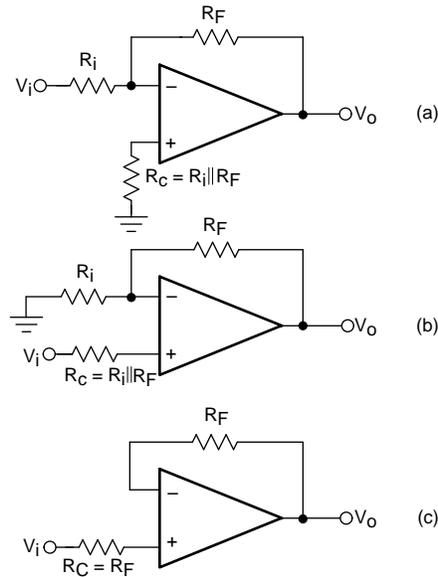 RF
Ri
Vi
−
+
Vo
(a)
RC = Ri||RF
RF
Ri
−
+
Vo
(b)
Vi
RC = Ri||RF
RF
−
+
Vo
(c)
Vi
RC = RF